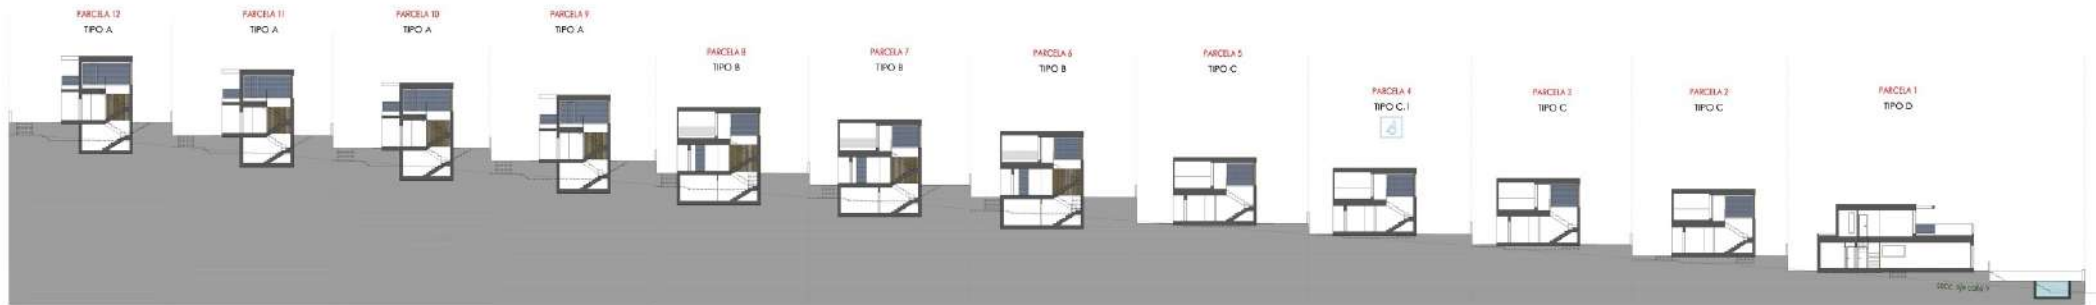 PARCELA 12
TIPO A
PARCELA 11
TIPO A
PARCELA 10
TIPO A
PARCELA 9
TIPO A
PARCELA 8
TIPO B
PARCELA 7
TIPO B
PARCELA 6
TIPO B
PARCELA 5
TIPO C
PARCELA 4
TIPO C.1
PARCELA 3
TIPO C
PARCELA 2
TIPO C
PARCELA 1
TIPO D